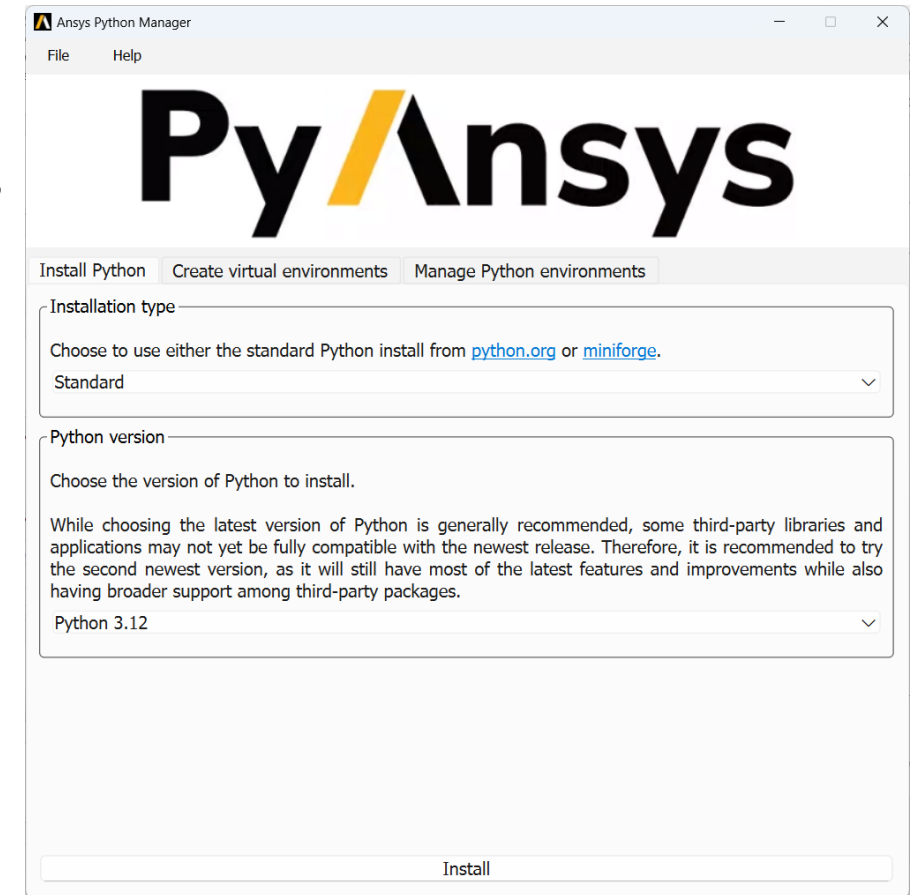 Ansys Python Manager
File Help
PyAnsys
Install Python Create virtual environments Manage Python environments
Installation type
Choose to use either the standard Python install from python.org or miniforge.
Standard
Python version
Choose the version of Python to install.
While choosing the latest version of Python is generally recommended, some third-party libraries and
applications may not yet be fully compatible with the newest release. Therefore, it is recommended to try
the second newest version, as it will still have most of the latest features and improvements while also
having broader support among third-party packages.
Python 3.12
Install